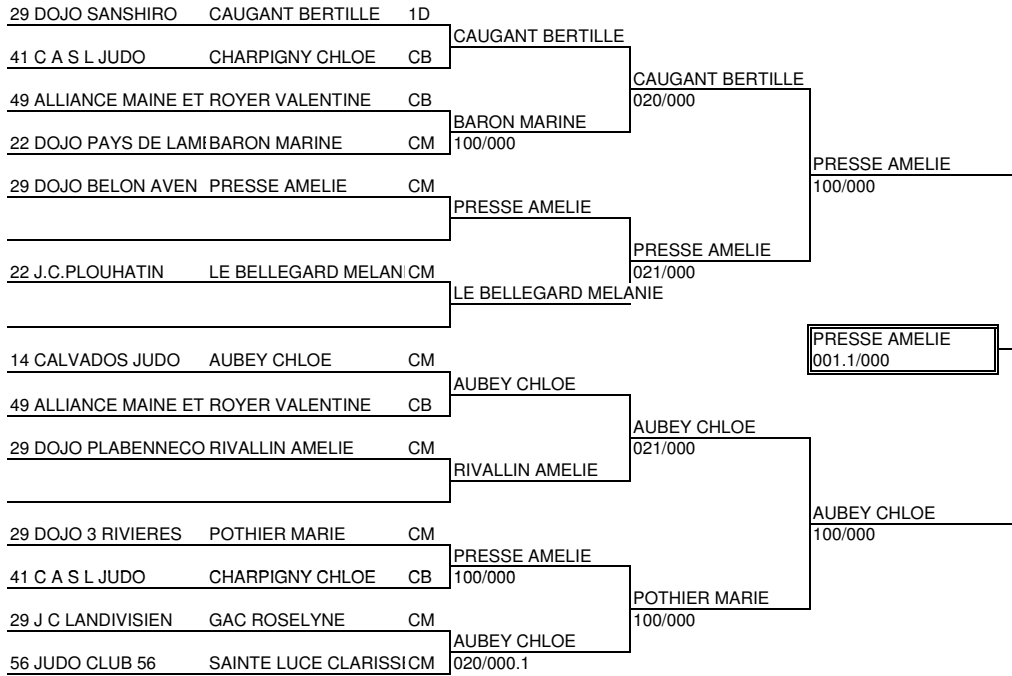 29 DOJO SANSHIRO CAUGANT BERTILLE 1D
CAUGANT BERTILLE
41 C A S L JUDO CHARPIGNY CHLOE CB
CAUGANT BERTILLE
020/000
49 ALLIANCE MAINE ET ROYER VALENTINE CB
BARON MARINE
100/000
22 DOJO PAYS DE LAMB BARON MARINE CM
PRESSE AMELIE
100/000
29 DOJO BELON AVEN PRESSE AMELIE CM
PRESSE AMELIE
PRESSE AMELIE
021/000
22 J.C.PLOUHATIN LE BELLEGARD MELANI CM
LE BELLEGARD MELANIE
PRESSE AMELIE
001.1/000
14 CALVADOS JUDO AUBEY CHLOE CM
AUBEY CHLOE
49 ALLIANCE MAINE ET ROYER VALENTINE CB
AUBEY CHLOE
021/000
29 DOJO PLABENNECO RIVALLIN AMELIE CM
RIVALLIN AMELIE
AUBEY CHLOE
100/000
29 DOJO 3 RIVIERES POTHIER MARIE CM
PRESSE AMELIE
100/000
41 C A S L JUDO CHARPIGNY CHLOE CB
POTHIER MARIE
100/000
29 J C LANDIVISIEN GAC ROSELYNE CM
AUBEY CHLOE
020/000.1
56 JUDO CLUB 56 SAINTE LUCE CLARISSI CM